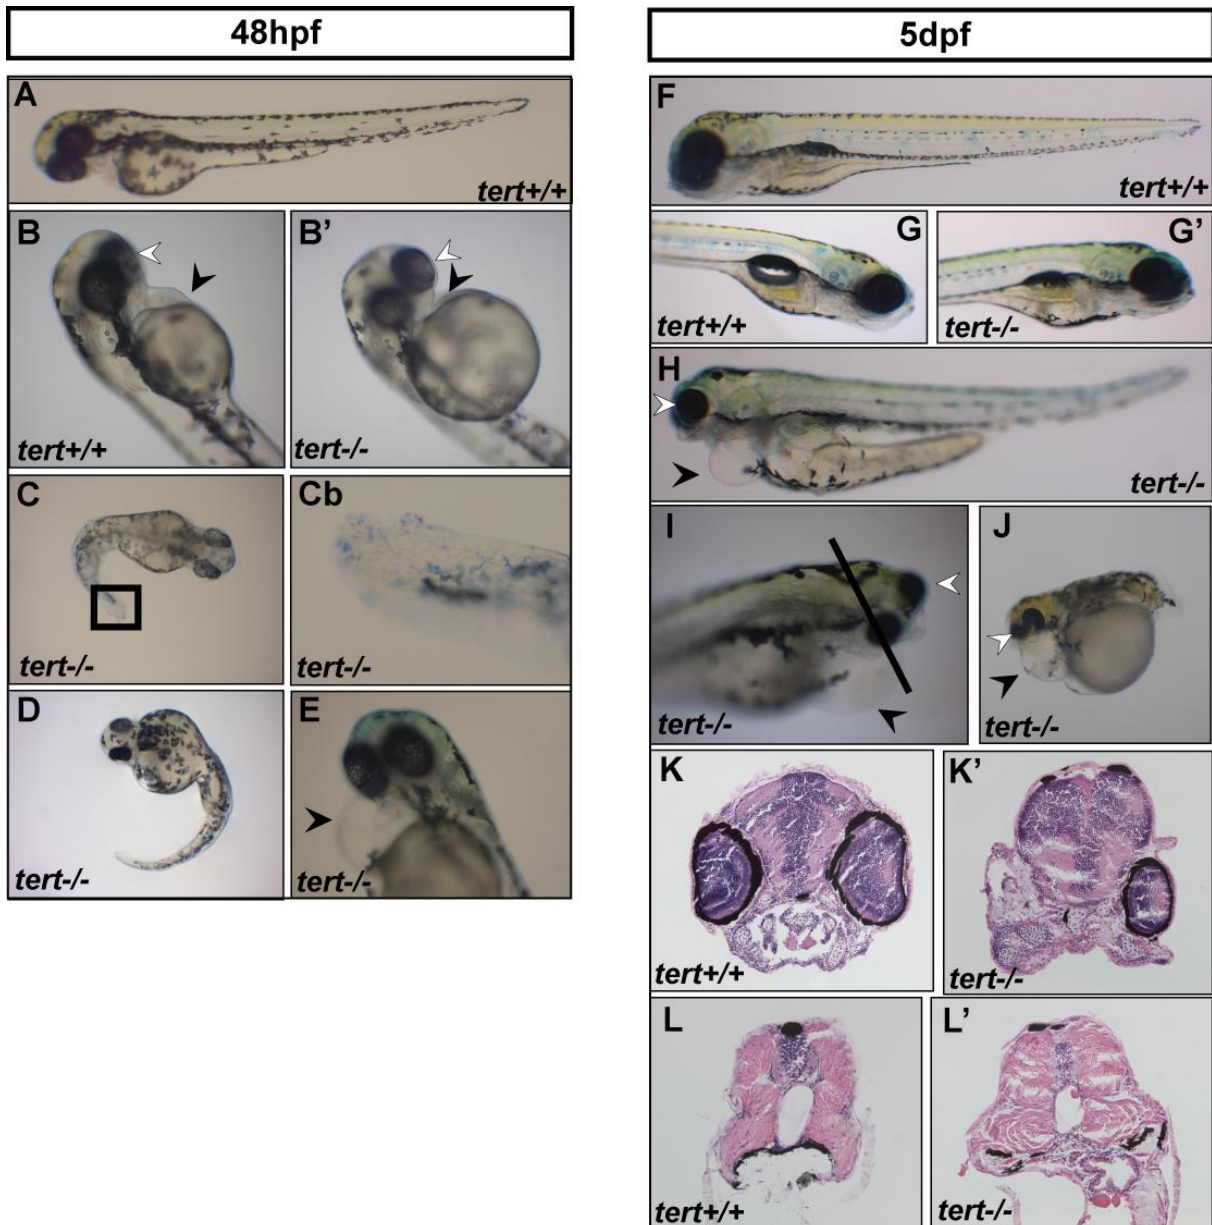 48hpf
A
tert+/+
B
tert+/+
B'
tert-/-
C
tert-/-
Cb
tert-/-
D
tert-/-
E
tert-/-
5dpf
F
tert+/+
G
tert+/+
G'
tert-/-
H
tert-/-
I
tert-/-
J
tert-/-
K
tert+/+
K'
tert-/-
L
tert+/+
L'
tert-/-